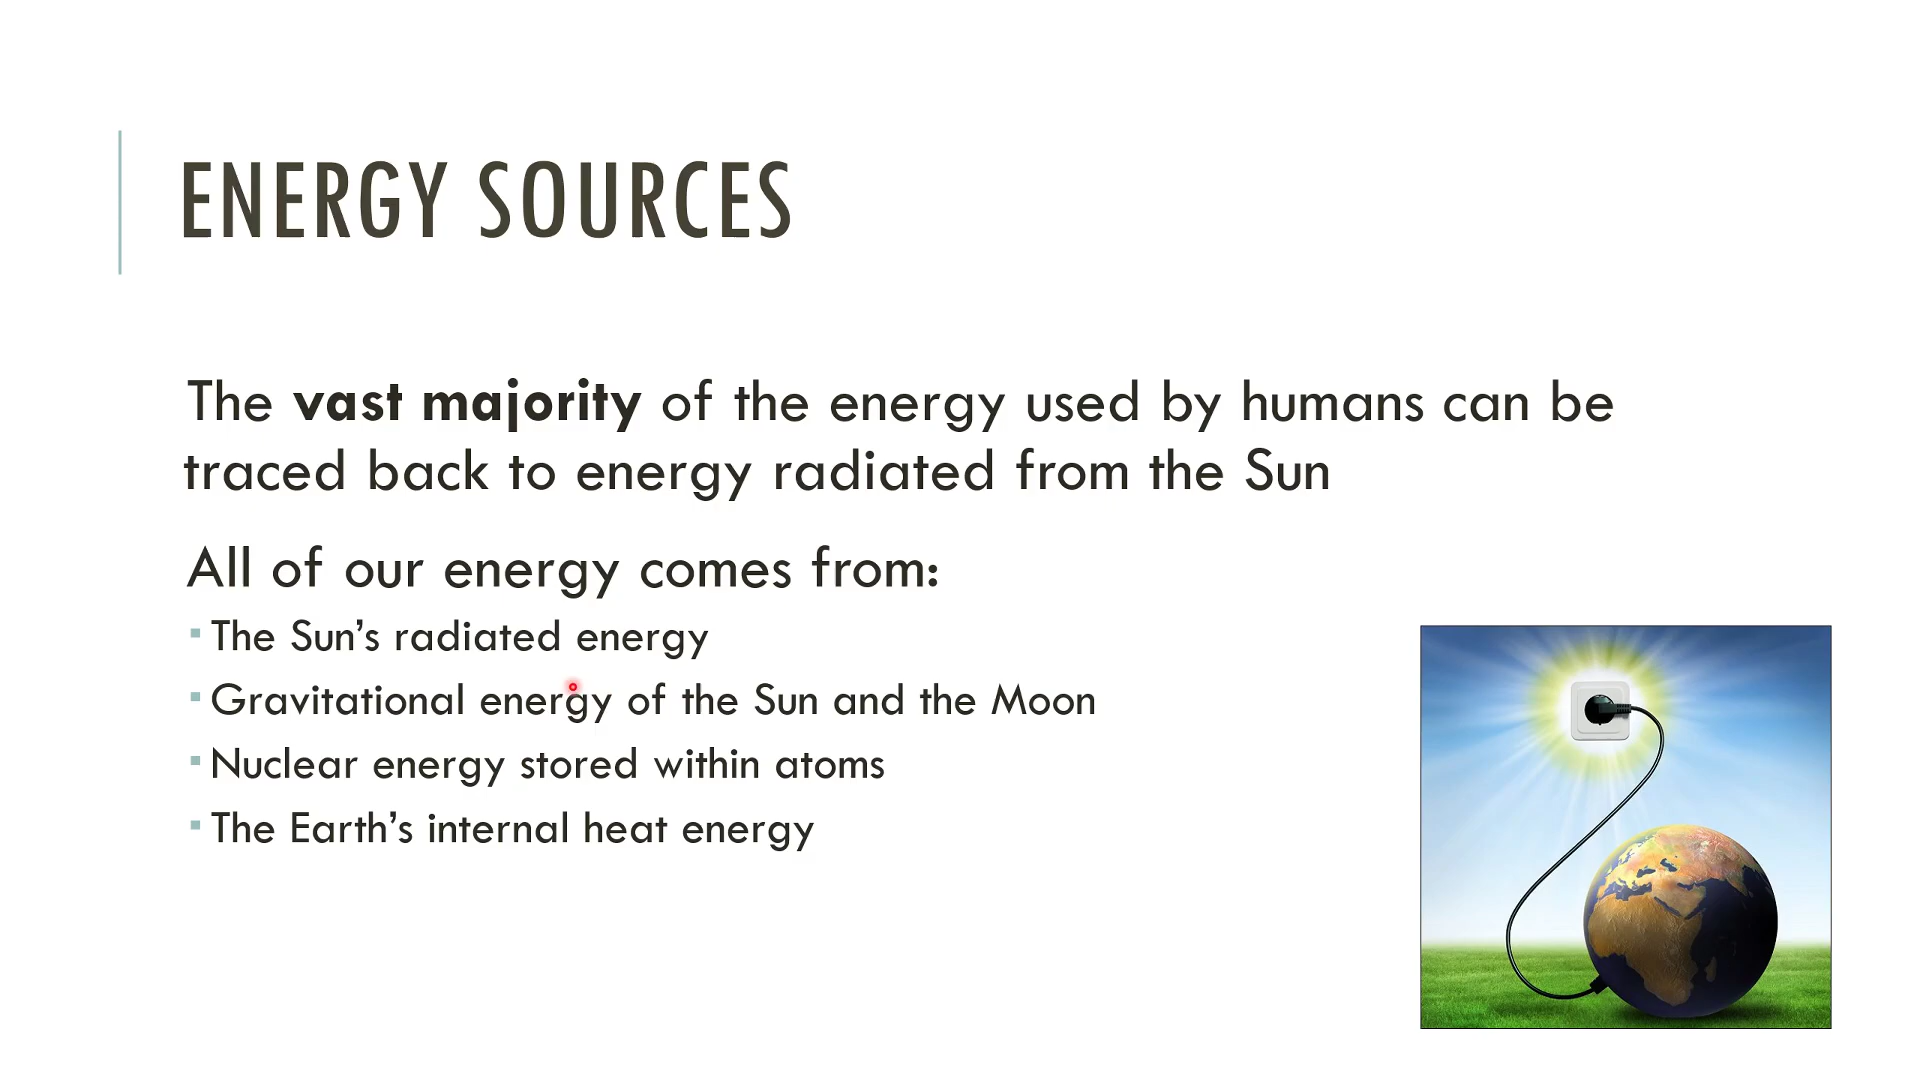 ENERGY SOURCES
The vast majority of the energy used by humans can be
traced back to energy radiated from the Sun
All of our energy comes from:
▪ The Sun’s radiated energy
▪ Gravitational energy of the Sun and the Moon
▪ Nuclear energy stored within atoms
▪ The Earth’s internal heat energy